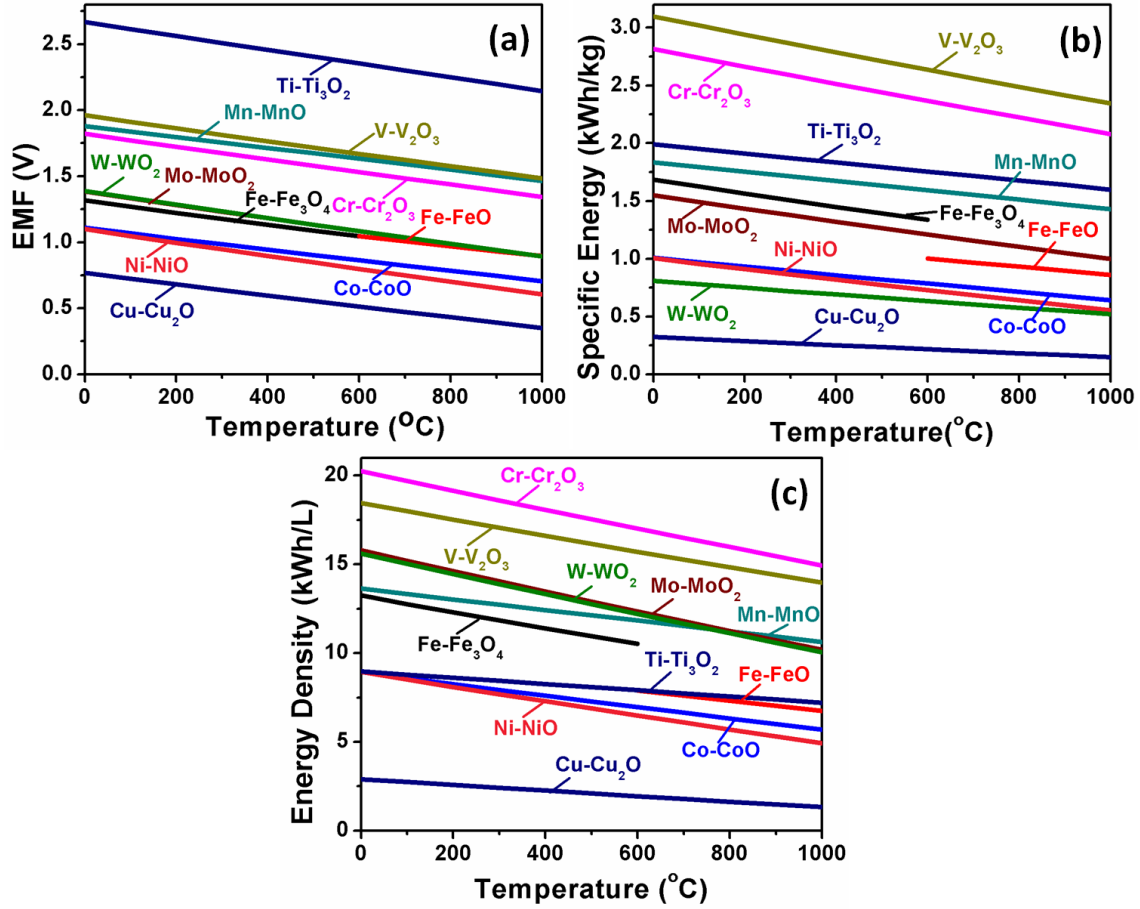 (a)
EMF (V)
2.5
2.0
1.5
1.0
0.5
0.0
Ti-Ti₃O₂
Mn-MnO
V-V₂O₃
W-WO₂
Mo-MoO₂
Fe-Fe₃O₄
Cr-Cr₂O₃
Fe-FeO
Ni-NiO
Co-CoO
Cu-Cu₂O
0 200 400 600 800 1000
Temperature (°C)
(b)
Specific Energy (kWh/kg)
3.0
2.5
2.0
1.5
1.0
0.5
0.0
V-V₂O₃
Cr-Cr₂O₃
Ti-Ti₃O₂
Mn-MnO
Fe-Fe₃O₄
Mo-MoO₂
Fe-FeO
Ni-NiO
W-WO₂
Co-CoO
Cu-Cu₂O
0 200 400 600 800 1000
Temperature(°C)
(c)
Energy Density (kWh/L)
20
15
10
5
0
Cr-Cr₂O₃
V-V₂O₃
W-WO₂
Mo-MoO₂
Mn-MnO
Fe-Fe₃O₄
Ti-Ti₃O₂
Fe-FeO
Ni-NiO
Co-CoO
Cu-Cu₂O
0 200 400 600 800 1000
Temperature (°C)